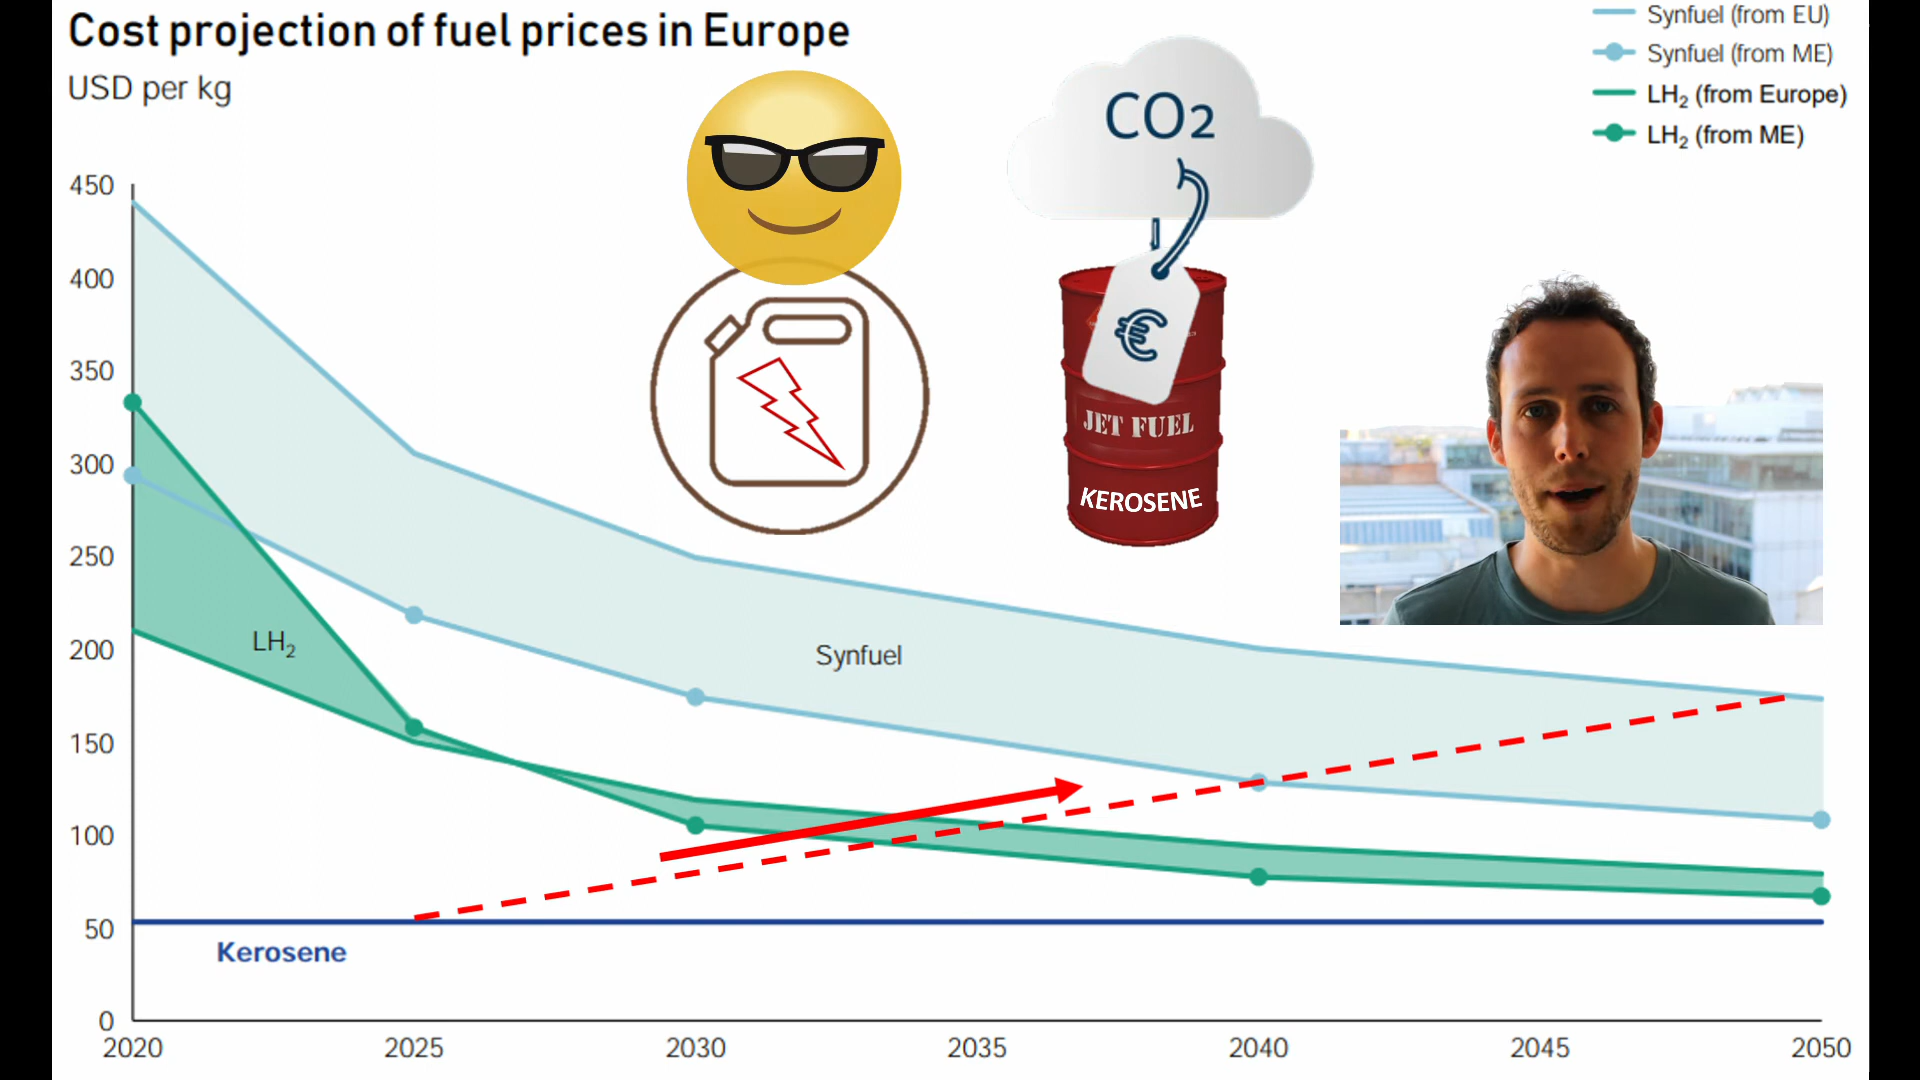 Cost projection of fuel prices in Europe
USD per kg
Synfuel (from EU)
Synfuel (from ME)
LH₂ (from Europe)
LH₂ (from ME)
CO2
€
JET FUEL
KEROSENE
450
400
350
300
250
200
150
100
50
0
LH₂
Synfuel
Kerosene
2020 2025 2030 2035 2040 2045 2050